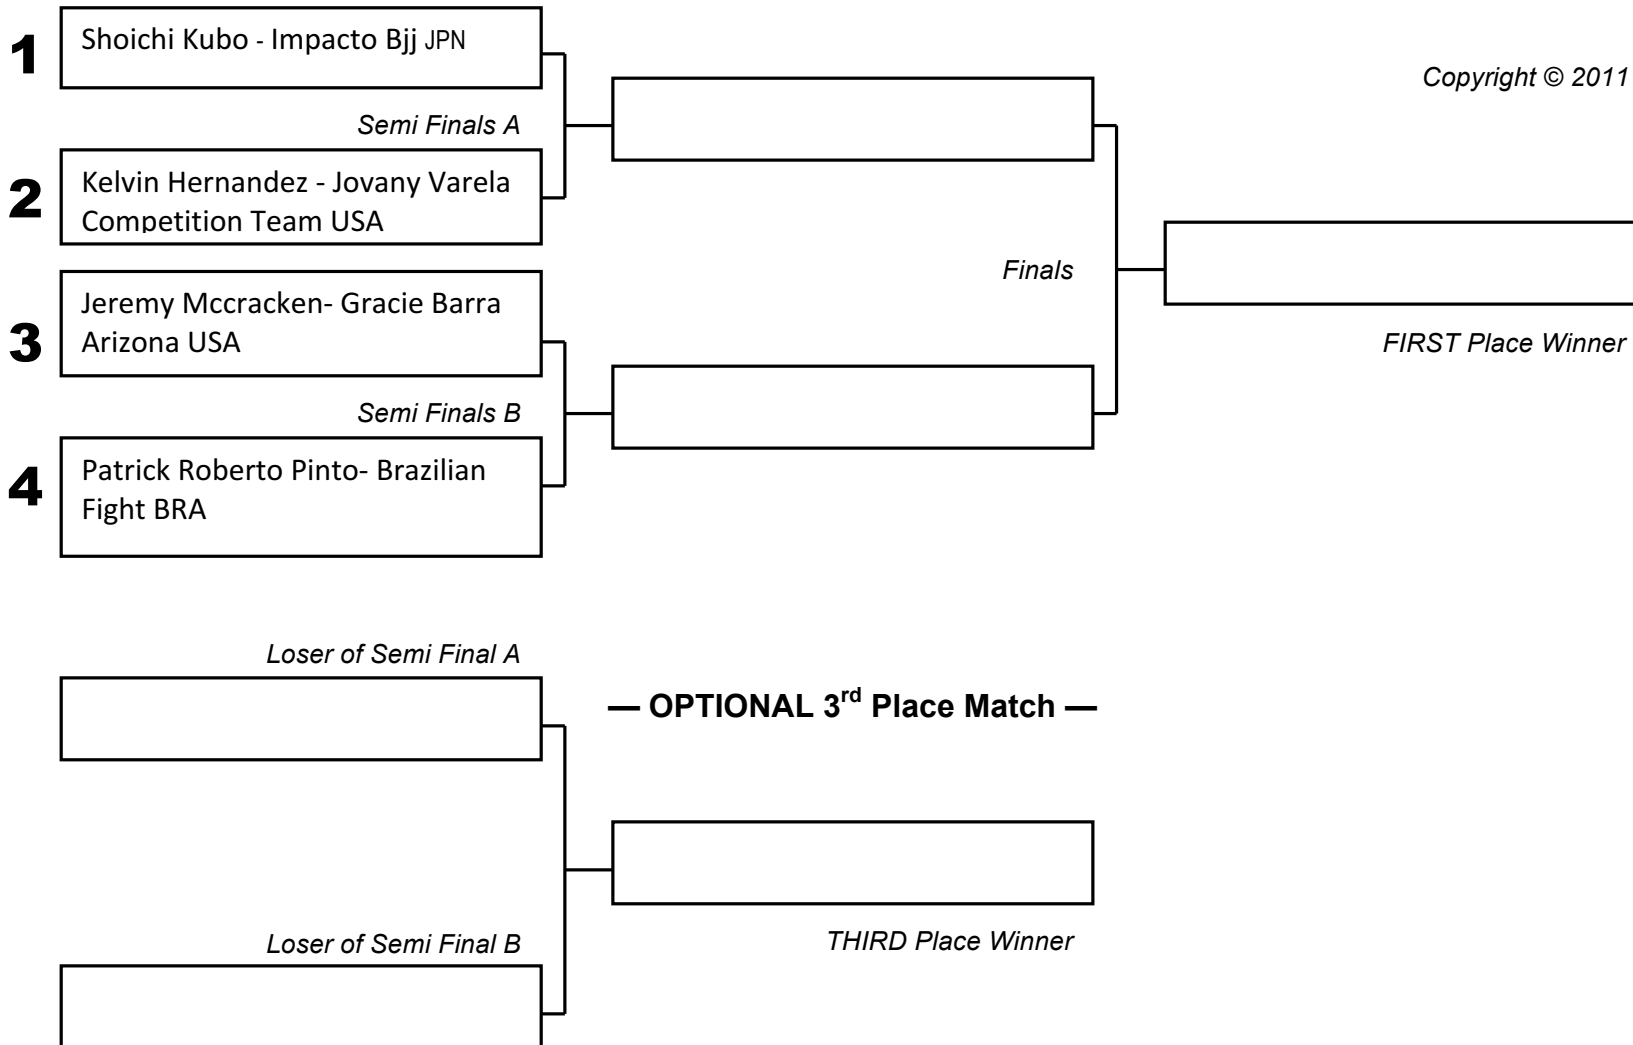 1
Shoichi Kubo - Impacto Bjj JPN
Copyright © 2011
Semi Finals A
2
Kelvin Hernandez - Jovany Varela
Competition Team USA
Finals
3
Jeremy Mccracken- Gracie Barra
Arizona USA
FIRST Place Winner
Semi Finals B
4
Patrick Roberto Pinto- Brazilian
Fight BRA
Loser of Semi Final A
— OPTIONAL 3rd Place Match —
Loser of Semi Final B
THIRD Place Winner